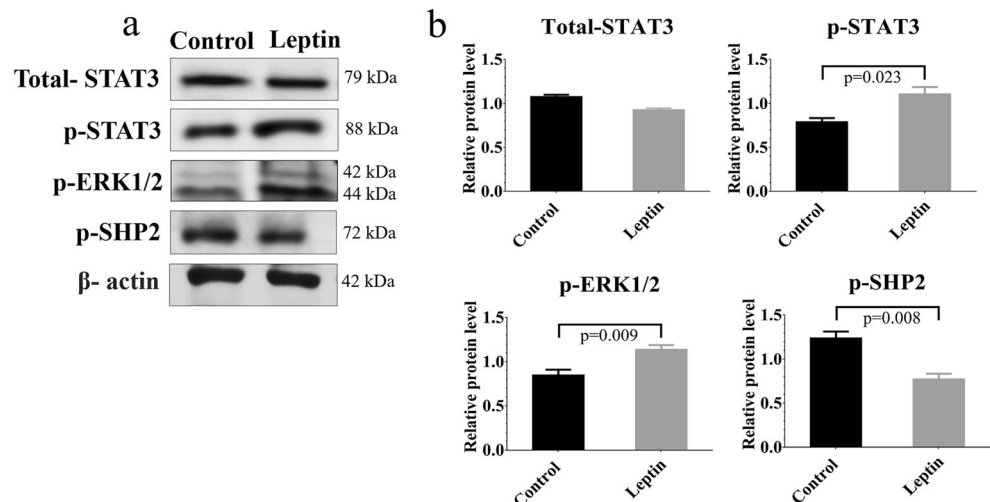 a
Control Leptin
Total- STAT3 79 kDa
p-STAT3 88 kDa
p-ERK1/2 42 kDa
44 kDa
p-SHP2 72 kDa
β- actin 42 kDa
b
Total-STAT3
Relative protein level
1.5
1.0
0.5
0.0
Control
Leptin
p-STAT3
Relative protein level
1.5
1.0
0.5
0.0
p=0.023
Control
Leptin
p-ERK1/2
Relative protein level
1.5
1.0
0.5
0.0
p=0.009
Control
Leptin
p-SHP2
Relative protein level
1.5
1.0
0.5
0.0
p=0.008
Control
Leptin